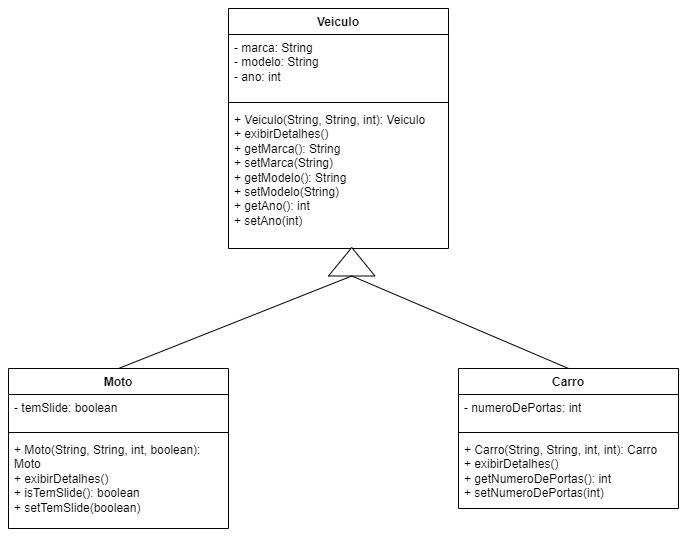 Veiculo
- marca: String
- modelo: String
- ano: int
+ Veiculo(String, String, int): Veiculo
+ exibirDetalhes()
+ getMarca(): String
+ setMarca(String)
+ getModelo(): String
+ setModelo(String)
+ getAno(): int
+ setAno(int)
Moto
- temSlide: boolean
+ Moto(String, String, int, boolean):
Moto
+ exibirDetalhes()
+ isTemSlide(): boolean
+ setTemSlide(boolean)
Carro
- numeroDePortas: int
+ Carro(String, String, int, int): Carro
+ exibirDetalhes()
+ getNumeroDePortas(): int
+ setNumeroDePortas(int)